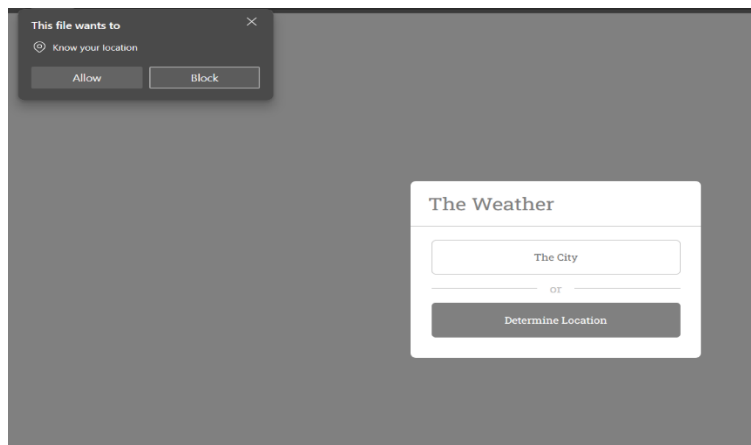 This file wants to
Know your location
Allow Block
The Weather
The City
or
Determine Location